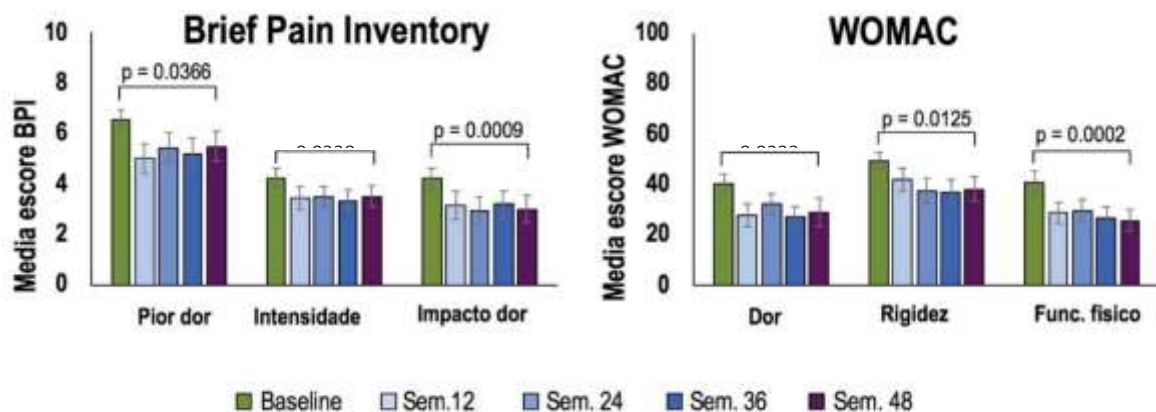 Brief Pain Inventory
Media escore BPI
10
8
6
4
2
0
p = 0.0366
p = 0.0009
Pior dor
Intensidade
Impacto dor
WOMAC
Media escore WOMAC
100
80
60
40
20
0
p = 0.0125
p = 0.0002
Dor
Rigidez
Func. fisico
Baseline Sem.12 Sem. 24 Sem. 36 Sem. 48